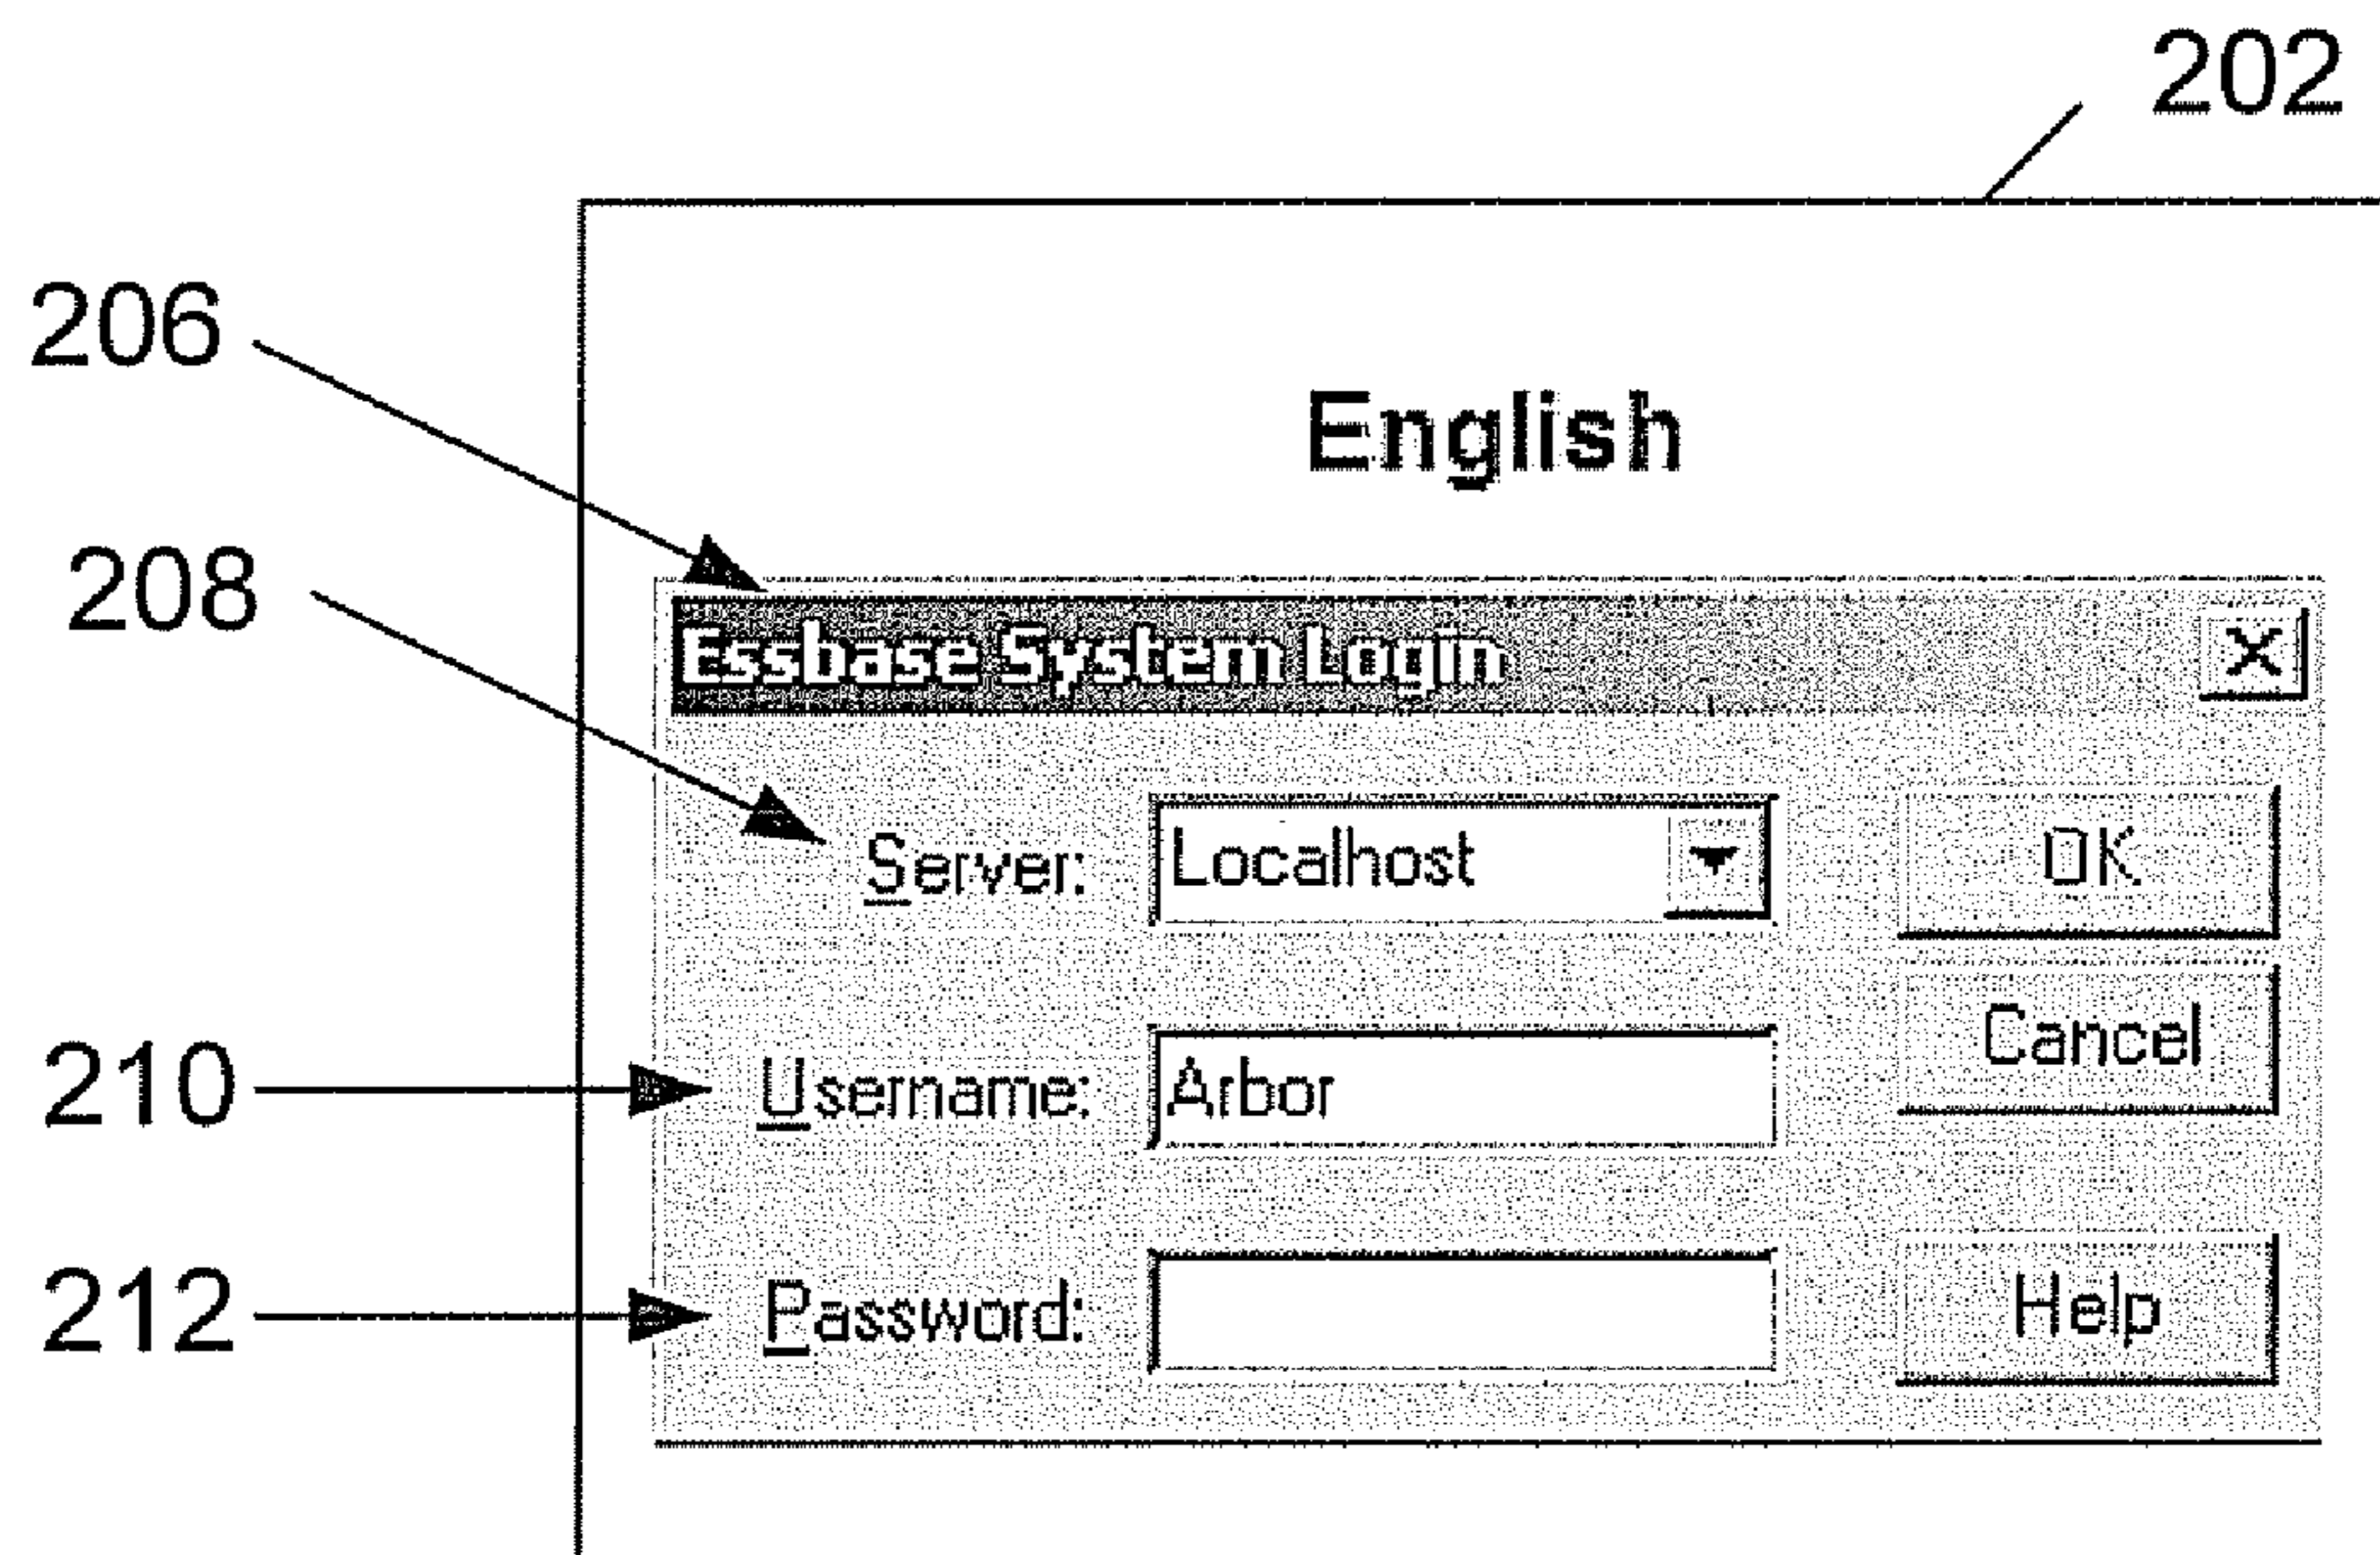 202
206
English
208
Essbase System Login
Server: Localhost OK
Cancel
210 Username: Arbor
212 Password: Help